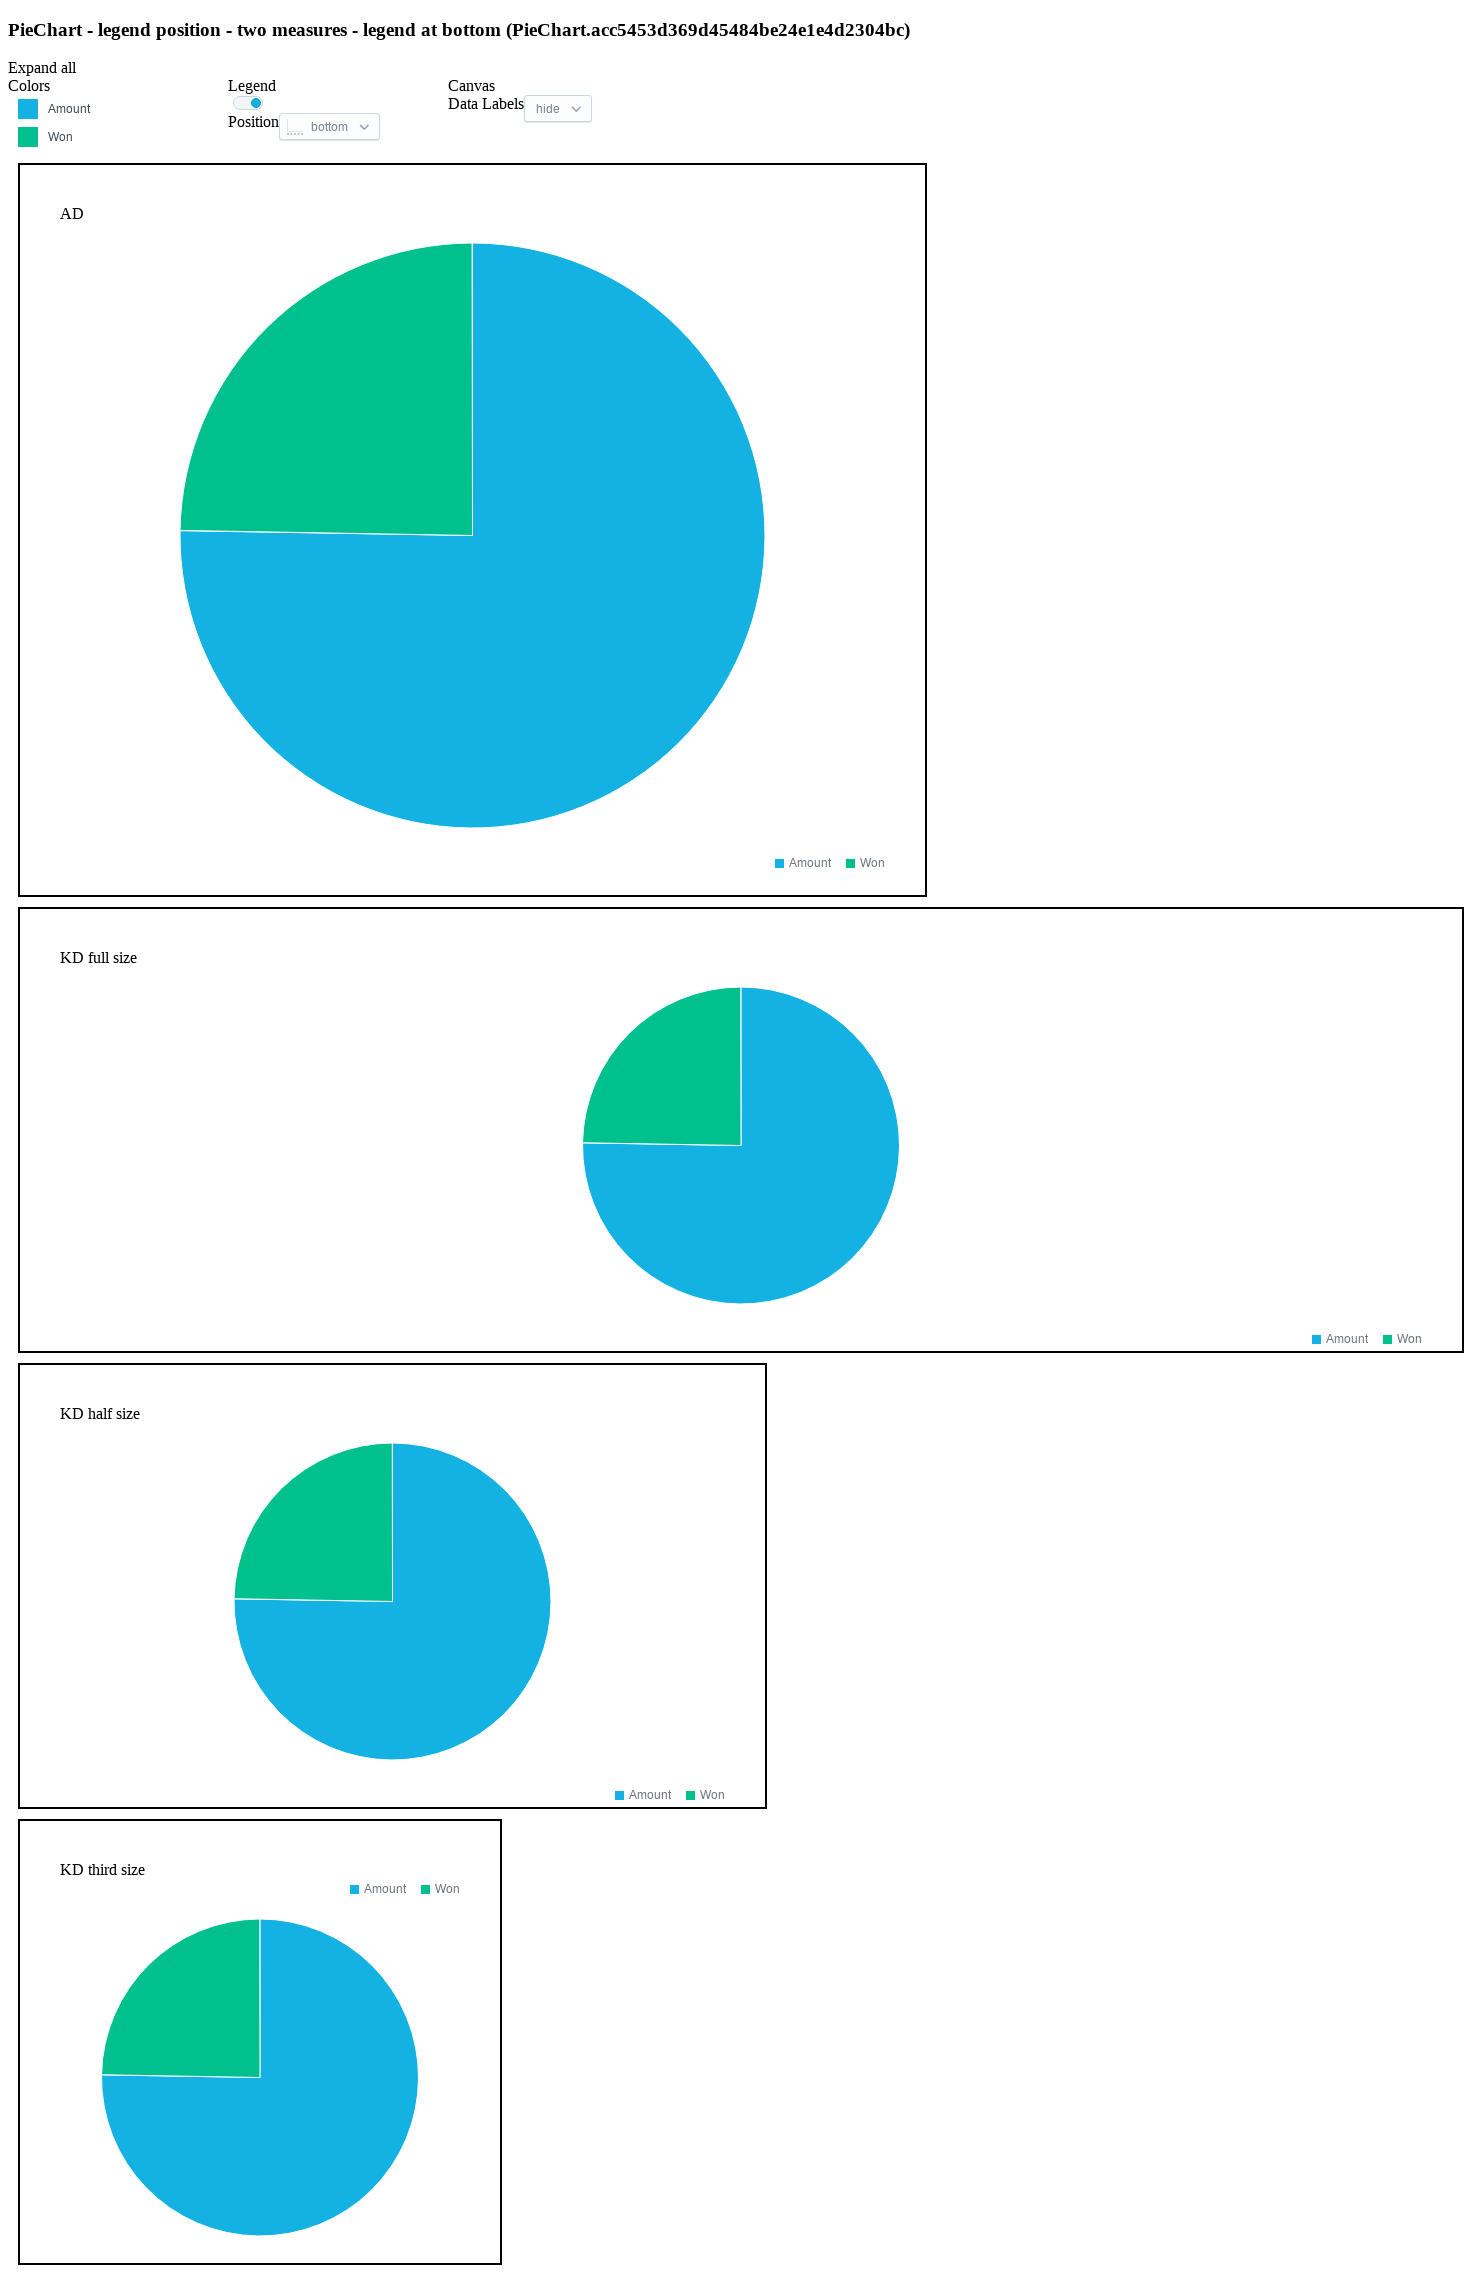 PieChart - legend position - two measures - legend at bottom (PieChart.acc5453d369d45484be24e1e4d2304bc)
Expand all
Colors
Amount
Won
Legend
Position bottom
Canvas
Data Labels hide
AD
Amount Won
KD full size
Amount Won
KD half size
Amount Won
KD third size
Amount Won